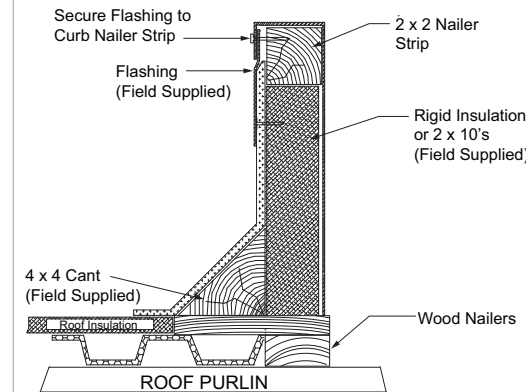 Secure Flashing to
Curb Nailer Strip
2 x 2 Nailer
Strip
Flashing
(Field Supplied)
Rigid Insulation
or 2 x 10's
(Field Supplied)
4 x 4 Cant
(Field Supplied)
Wood Nailers
Roof Insulation
ROOF PURLIN